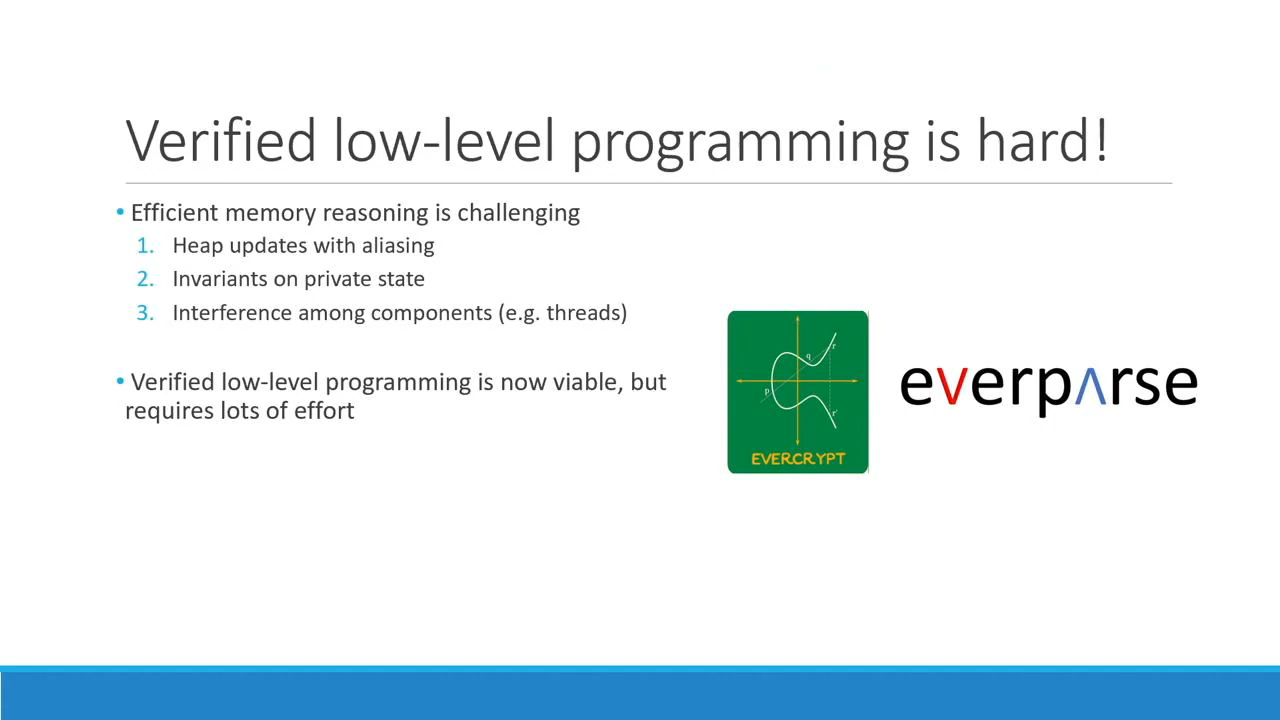 Verified low-level programming is hard!
• Efficient memory reasoning is challenging
1. Heap updates with aliasing
2. Invariants on private state
3. Interference among components (e.g. threads)
• Verified low-level programming is now viable, but
requires lots of effort
q
r
p
r'
EVERCRYPT
everpʌrse